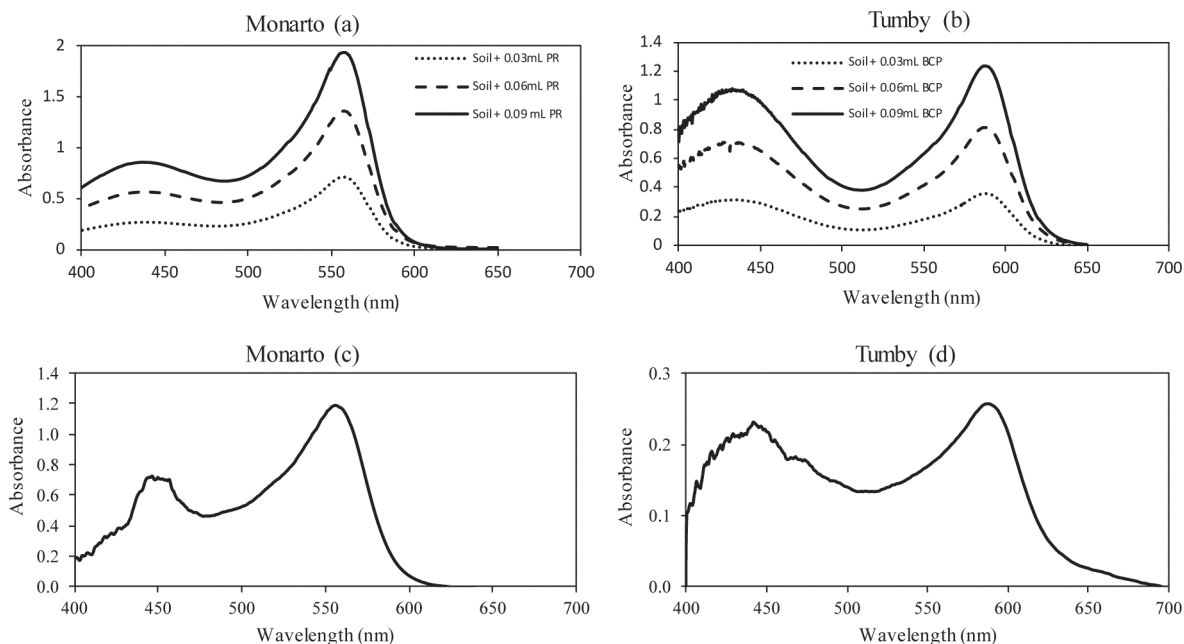 Monarto (a)
2
1.5
1
0.5
0
Absorbance
400 450 500 550 600 650 700
Wavelength (nm)
Soil+ 0.03mL PR
Soil+ 0.06mL PR
Soil+ 0.09 mL PR
Tumby (b)
1.4
1.2
1
0.8
0.6
0.4
0.2
0
Absorbance
400 450 500 550 600 650 700
Wavelength (nm)
Soil+ 0.03mL BCP
Soil+ 0.06mL BCP
Soil+ 0.09mL BCP
Monarto (c)
1.4
1.2
1.0
0.8
0.6
0.4
0.2
0.0
Absorbance
400 450 500 550 600 650 700
Wavelength (nm)
Tumby (d)
0.3
0.2
0.1
0.0
Absorbance
400 450 500 550 600 650 700
Wavelength (nm)